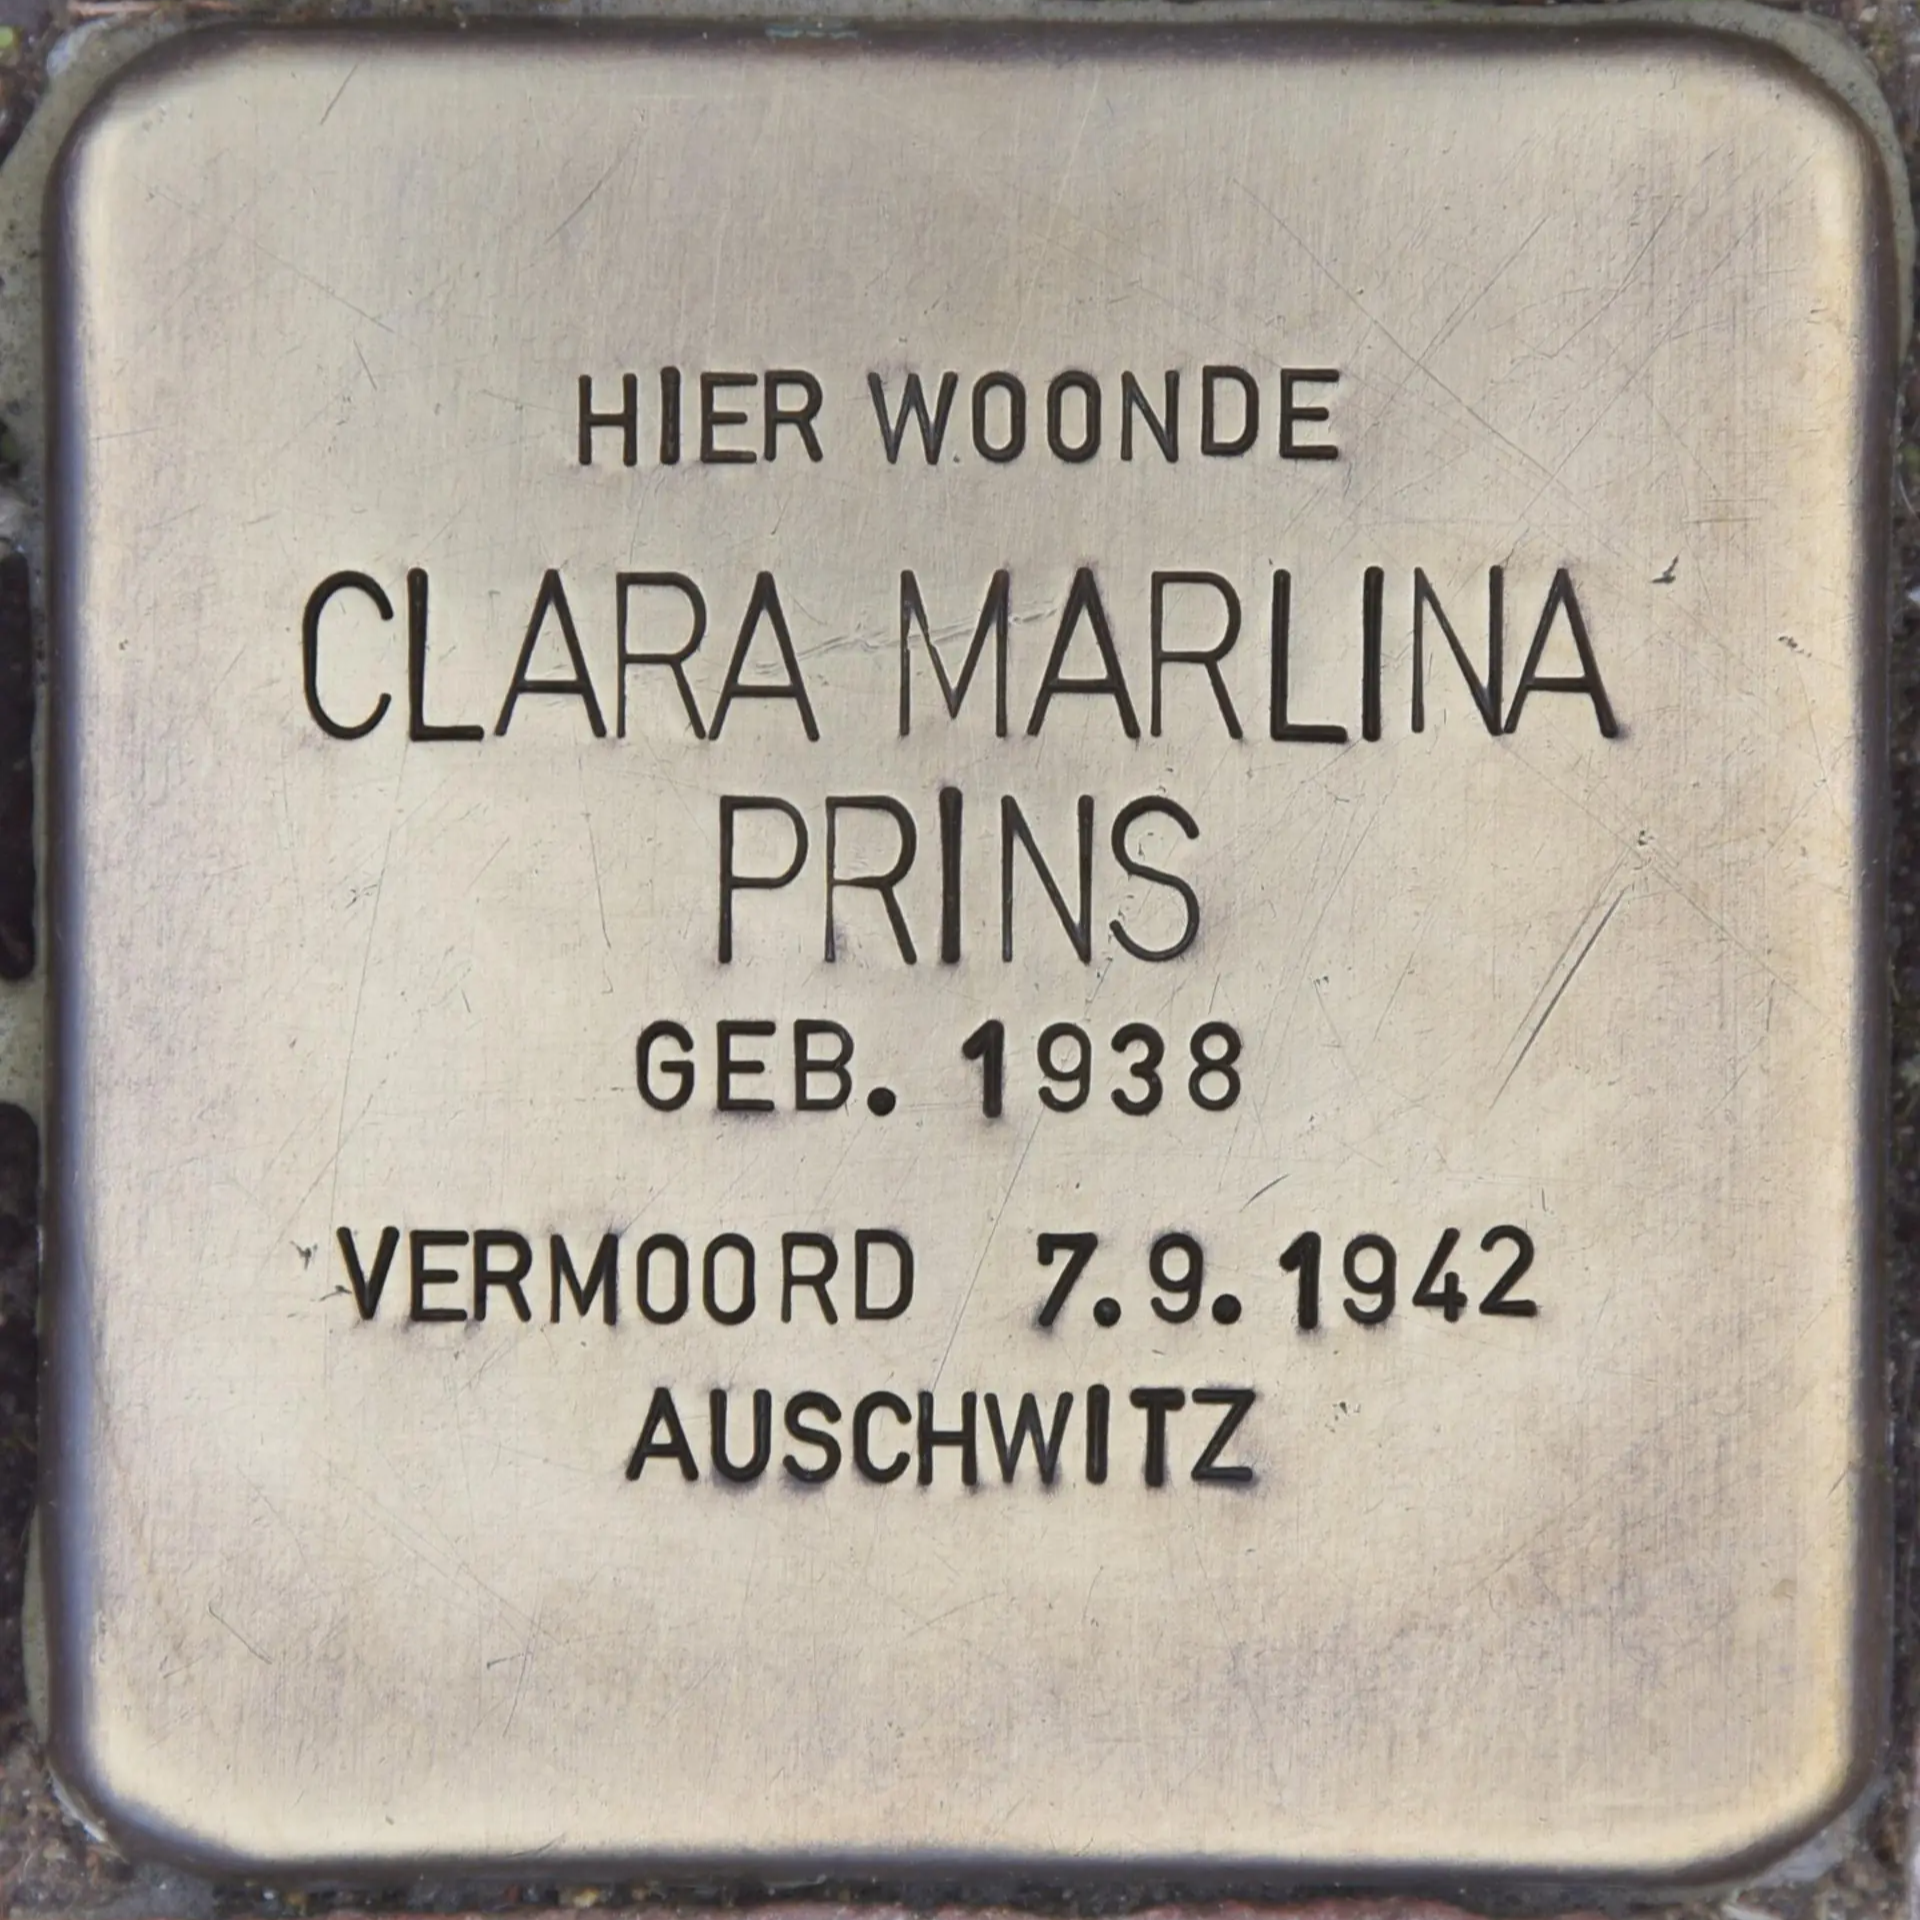 HIER WOONDE
CLARA MARLINA
PRINS
GEB. 1938
VERMOORD 7.9.1942
AUSCHWITZ